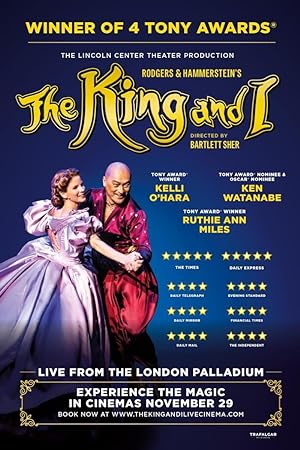 WINNER OF 4 TONY AWARDS®
THE LINCOLN CENTER THEATER PRODUCTION
RODGERS & HAMMERSTEIN'S
The King and I
DIRECTED BY
BARTLETT SHER
TONY AWARD®
WINNER
KELLI
O'HARA
TONY AWARD® NOMINEE &
OSCAR® NOMINEE
KEN
WATANABE
TONY AWARD® WINNER
RUTHIE ANN
MILES
★★★★★ ★★★★★
THE TIMES DAILY EXPRESS
★★★★ ★★★★
DAILY TELEGRAPH EVENING STANDARD
★★★★ ★★★★
DAILY MIRROR FINANCIAL TIMES
★★★★ ★★★★
DAILY MAIL THE INDEPENDENT
LIVE FROM THE LONDON PALLADIUM
EXPERIENCE THE MAGIC
IN CINEMAS NOVEMBER 29
BOOK NOW AT WWW.THEKINGANDILIVECINEMA.COM
TRAFALGAR